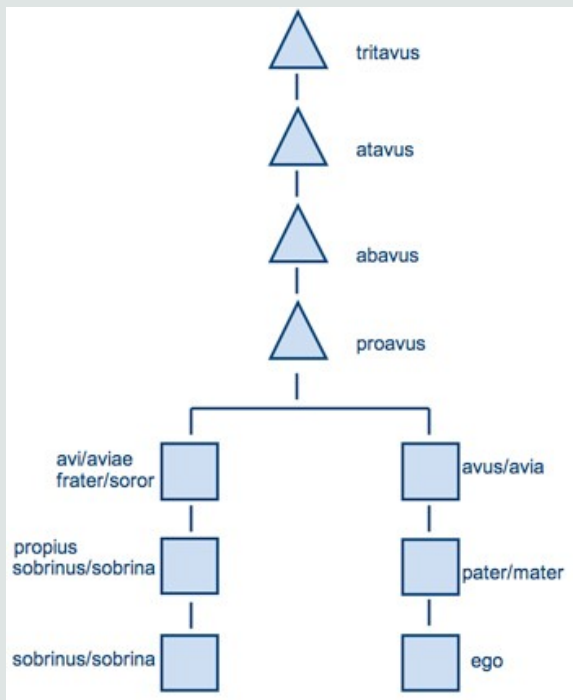 tritavus
atavus
abavus
proavus
avi/aviae
frater/soror
avus/avia
propius
sobrinus/sobrina
pater/mater
sobrinus/sobrina
ego